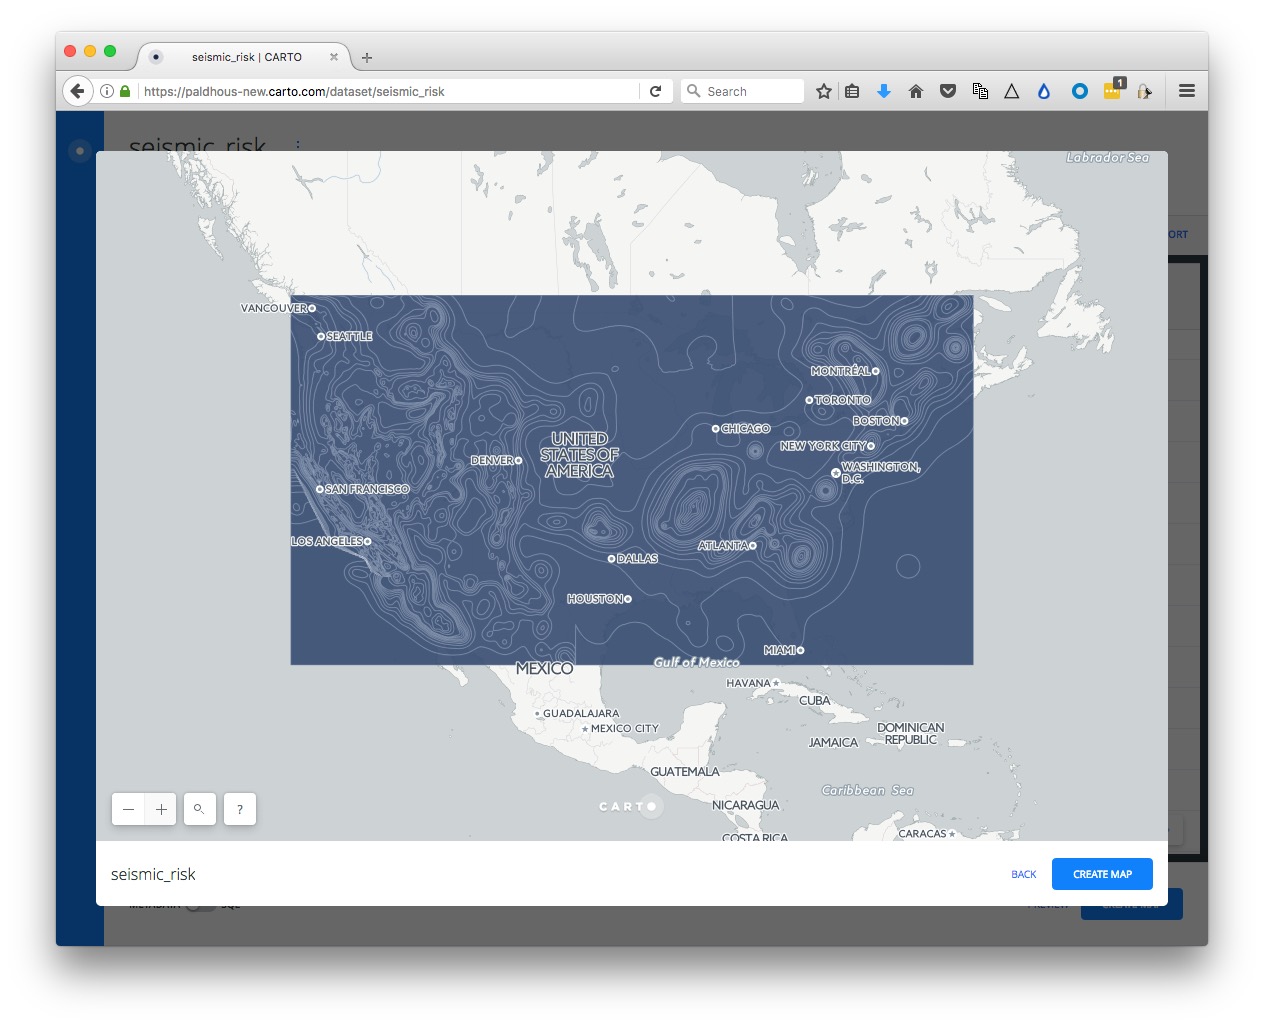 seismic_risk | CARTO
https://paldhous-new.carto.com/dataset/seismic_risk
Search
1
seismic_risk
Labrador Sea
ORT
VANCOUVER
SEATTLE
MONTRÉAL
TORONTO
BOSTON
CHICAGO
NEW YORK CITY
UNITED
STATES OF
AMERICA
DENVER
WASHINGTON,
D.C.
SAN FRANCISCO
LOS ANGELES
ATLANTA
DALLAS
HOUSTON
MIAMI
Gulf of Mexico
MEXICO
HAVANA
CUBA
GUADALAJARA
MEXICO CITY
DOMINICAN
REPUBLIC
JAMAICA
GUATEMALA
Caribbean Sea
CARTO
NICARAGUA
COSTA RICA
CARACAS
?
seismic_risk
BACK
CREATE MAP